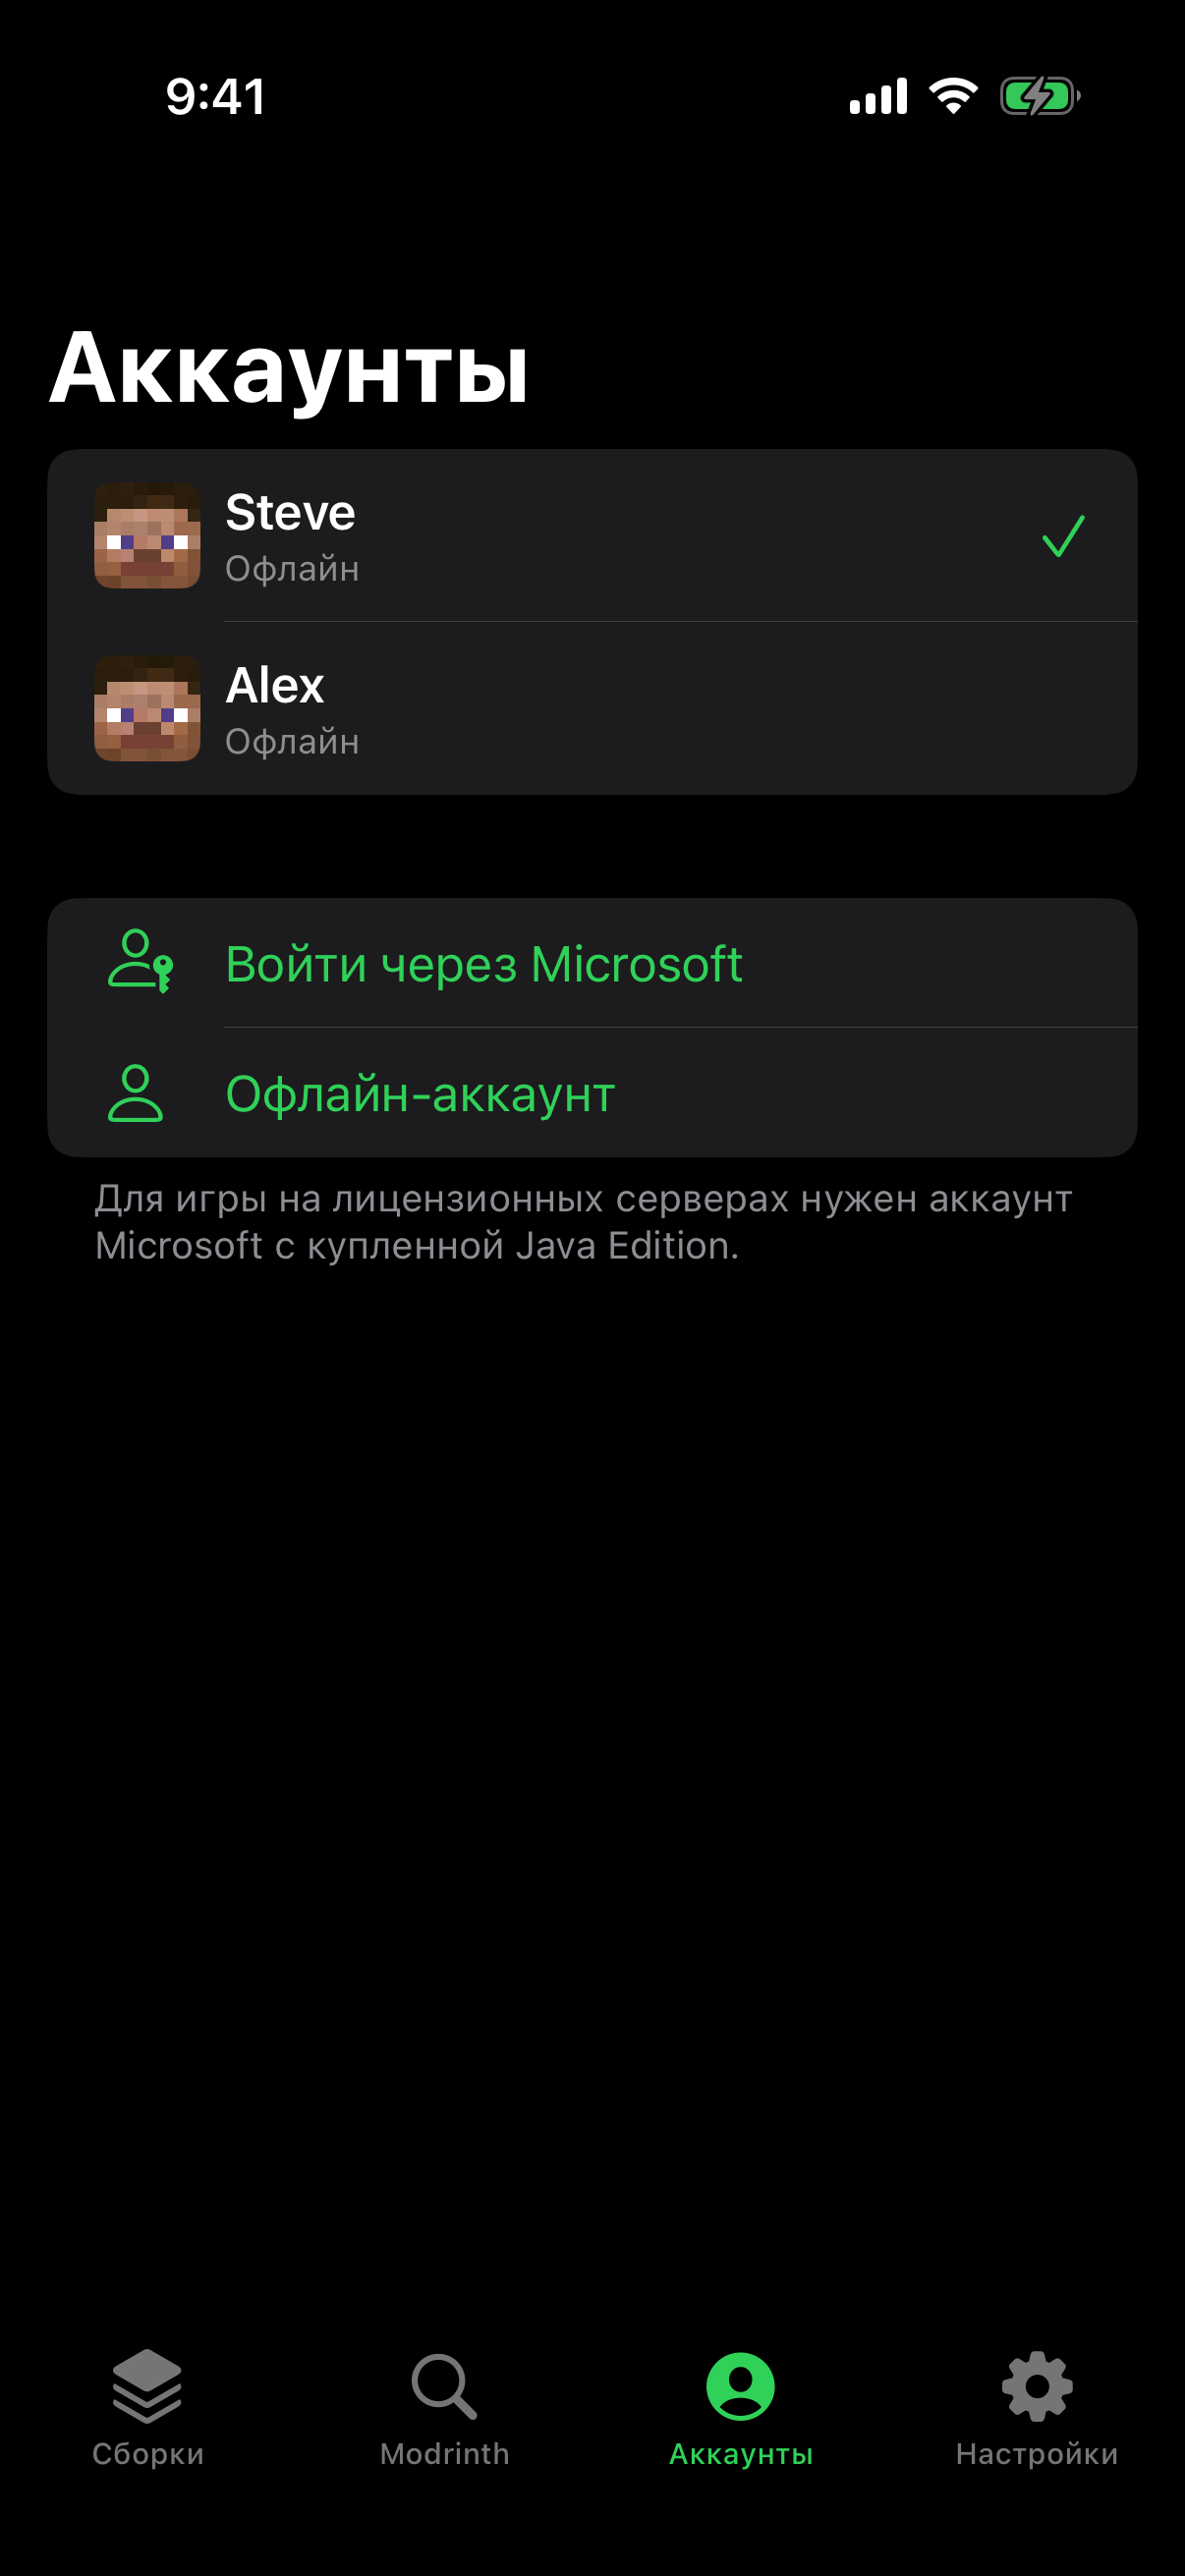 9:41
Аккаунты
Steve
Офлайн
Alex
Офлайн
Войти через Microsoft
Офлайн-аккаунт
Для игры на лицензионных серверах нужен аккаунт
Microsoft с купленной Java Edition.
Сборки
Modrinth
Аккаунты
Настройки